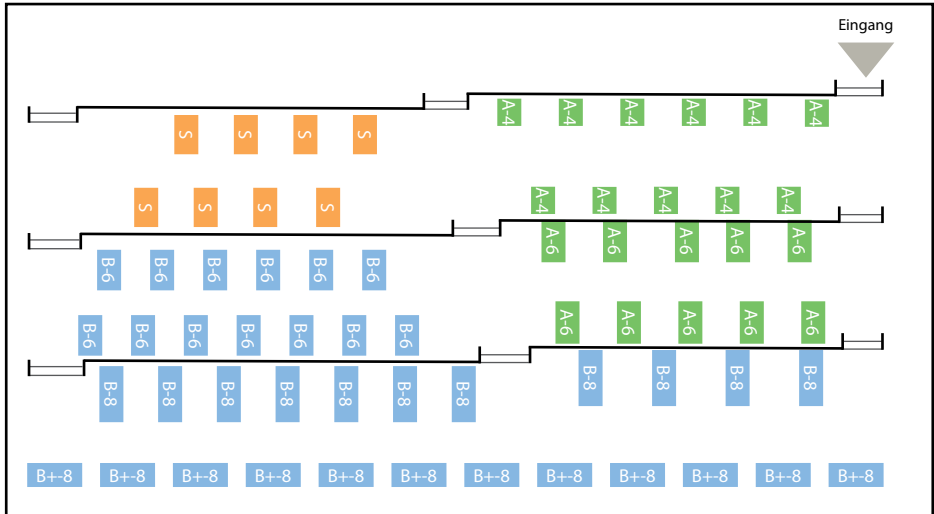 Eingang
A-4 A-4 A-4 A-4 A-4 A-4
S S S S
S S S S
A-4 A-4 A-4 A-4 A-4
A-6 A-6 A-6 A-6 A-6
B-6 B-6 B-6 B-6 B-6 B-6
A-6 A-6 A-6 A-6 A-6
B-6 B-6 B-6 B-6 B-6 B-6 B-6
B-8 B-8 B-8 B-8
B-8 B-8 B-8 B-8 B-8 B-8 B-8
B+-8 B+-8 B+-8 B+-8 B+-8 B+-8 B+-8 B+-8 B+-8 B+-8 B+-8 B+-8